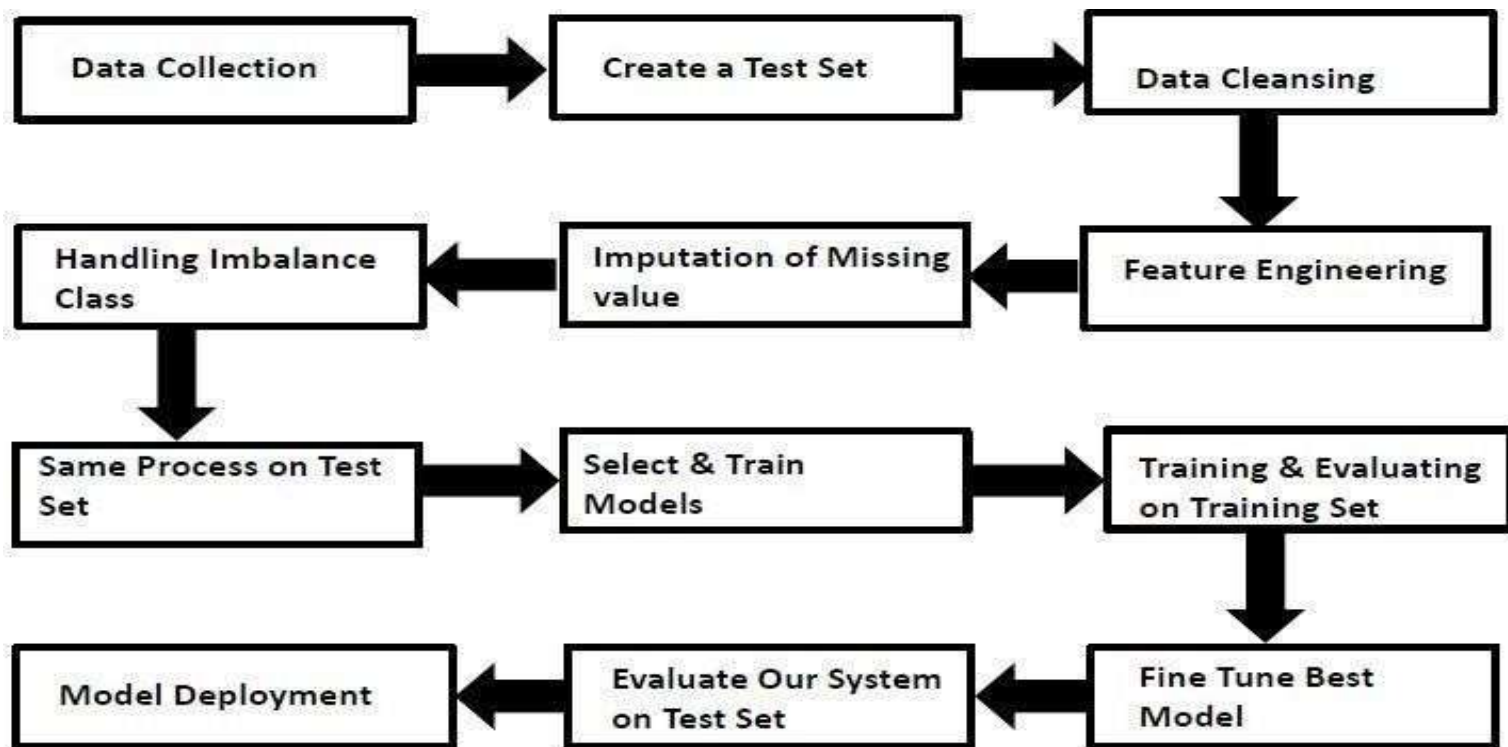 Data Collection
Create a Test Set
Data Cleansing
Feature Engineering
Imputation of Missing
value
Handling Imbalance
Class
Same Process on Test
Set
Select & Train
Models
Training & Evaluating
on Training Set
Fine Tune Best
Model
Evaluate Our System
on Test Set
Model Deployment